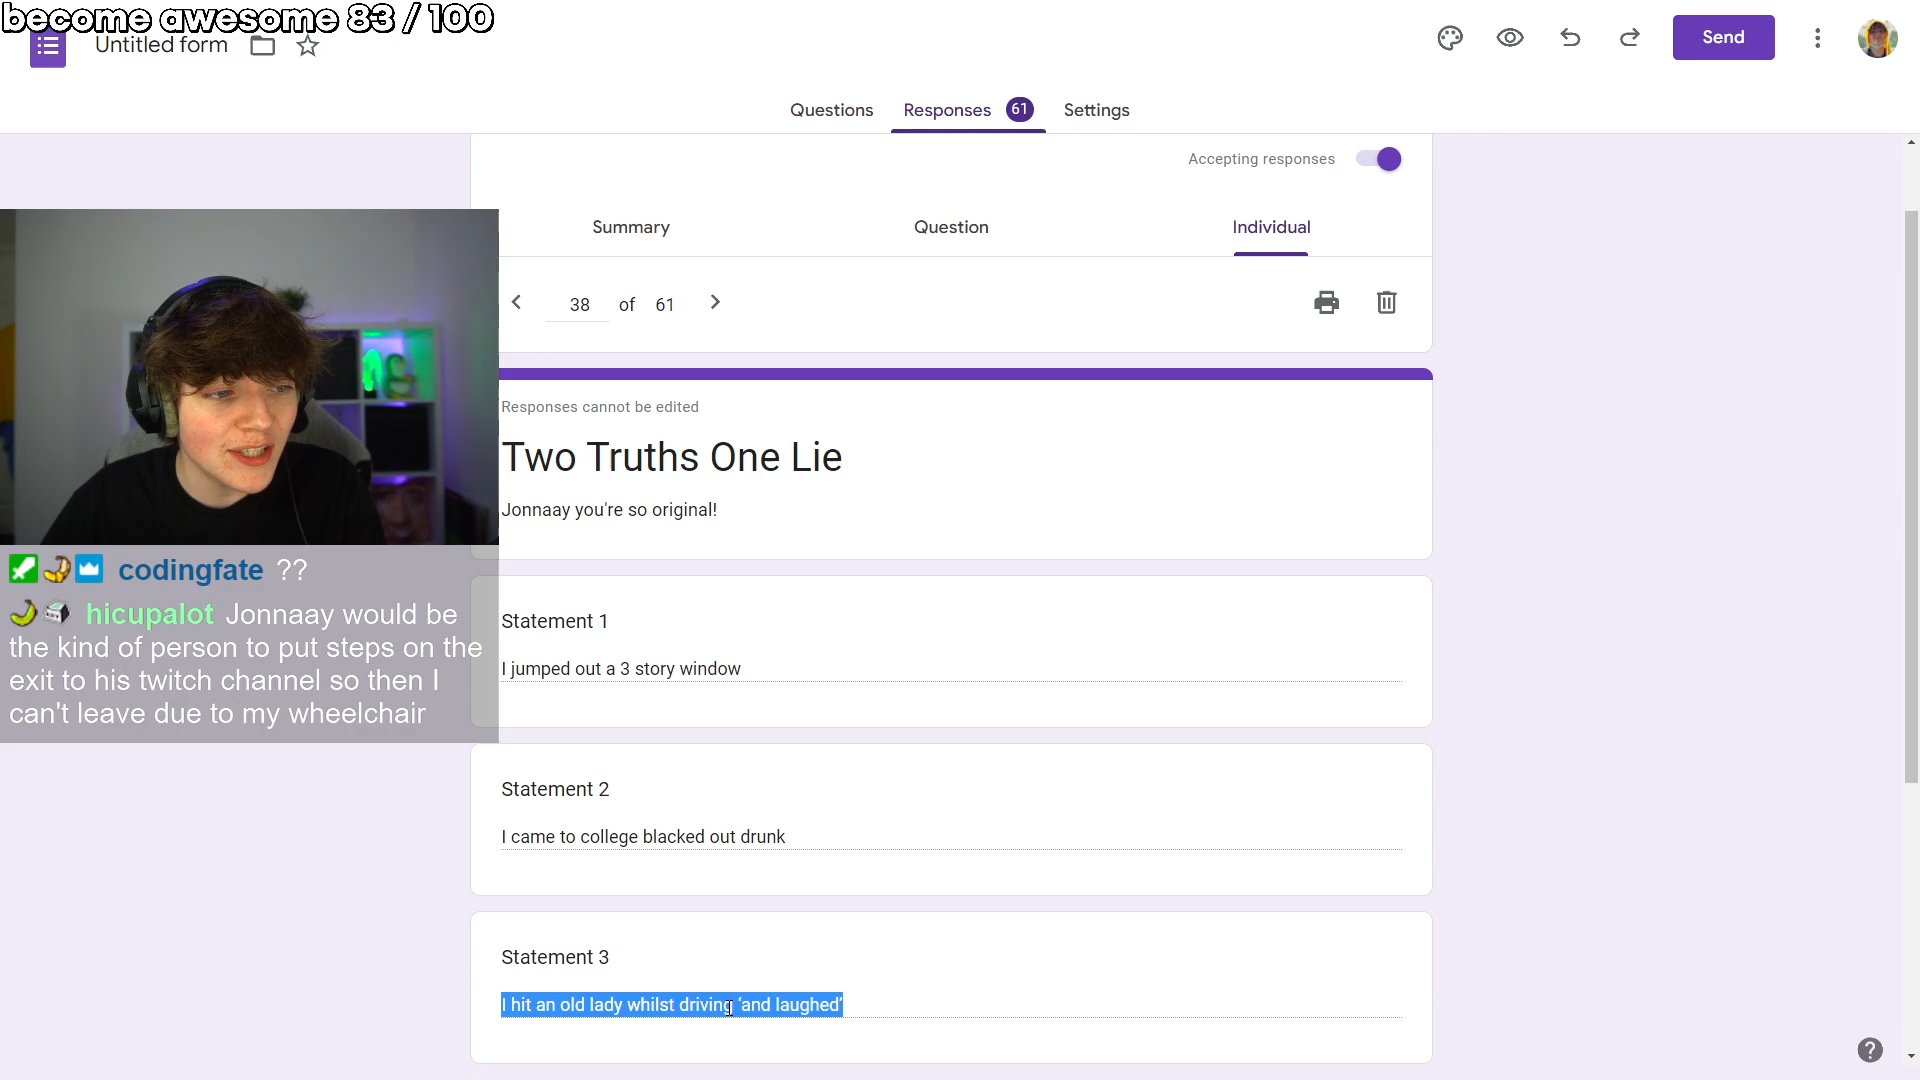 become awesome 83 / 100
Untitled form
Send
Questions
Responses 61
Settings
Accepting responses
Summary
Question
Individual
38 of 61
Responses cannot be edited
Two Truths One Lie
Jonnaay you're so original!
codingfate ??
hicupalot Jonnaay would be
the kind of person to put steps on the
exit to his twitch channel so then I
can't leave due to my wheelchair
Statement 1
I jumped out a 3 story window
Statement 2
I came to college blacked out drunk
Statement 3
I hit an old lady whilst driving ‘and laughed’